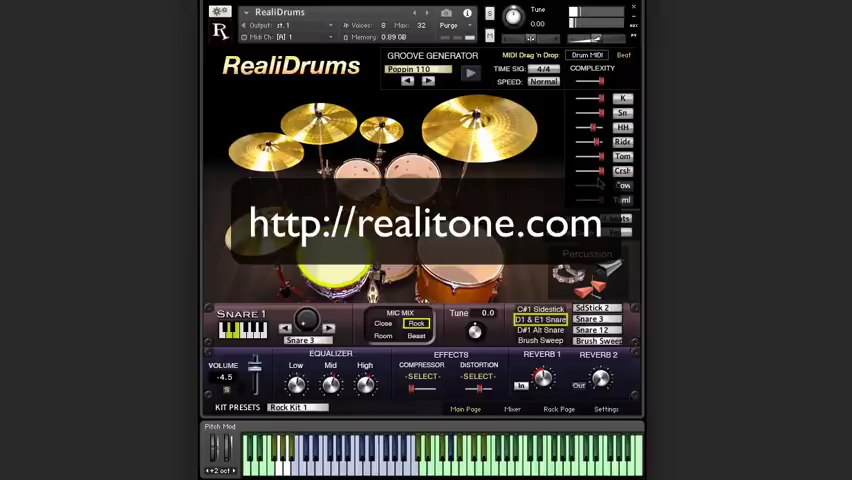 RealiDrums
Output: st. 1 Voices: 8 Max: 32 Purge
Midi Ch: [A] 1 Memory: 0.89 GB
S
M
Tune
0.00
AUX
PV
R
RealiDrums
GROOVE GENERATOR
Poppin 110
MIDI Drag 'n Drop: Drum MIDI Beat
TIME SIG: 4/4
SPEED: Normal
COMPLEXITY
K
Sn
HH
Ride
Tom
Crsh
Cow
Tamb
http://realitone.com
Percussion
SNARE 1
Snare 3
MIC MIX
Close Rock
Room Beast
Tune 0.0
C#1 Sidestick SdStick 2
D1 & E1 Snare Snare 3
D#1 Alt Snare Snare 12
Brush Sweep Brush Sweep
VOLUME
-4.5
S
EQUALIZER
Low Mid High
EFFECTS
COMPRESSOR DISTORTION
-SELECT- -SELECT-
REVERB 1 REVERB 2
In Out
KIT PRESETS Rock Kit 1
Main Page Mixer Rack Page Settings
Pitch Mod
+2 oct